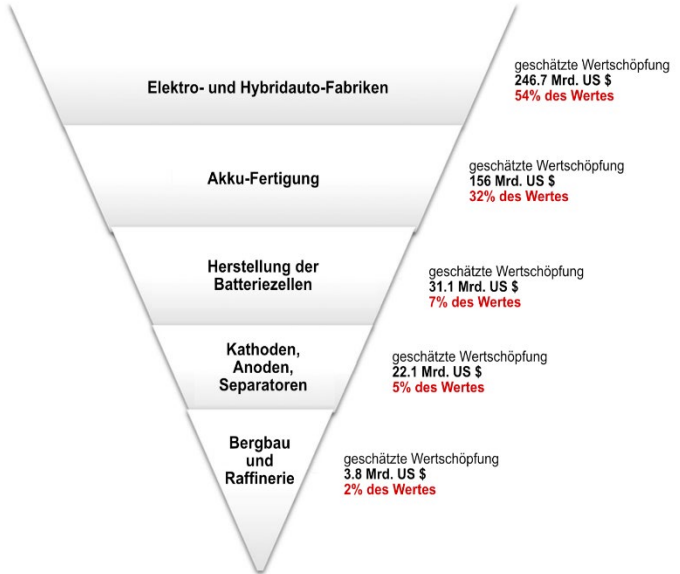 Elektro- und Hybridauto-Fabriken
geschätzte Wertschöpfung
246.7 Mrd. US $
54% des Wertes
Akku-Fertigung
geschätzte Wertschöpfung
156 Mrd. US $
32% des Wertes
Herstellung der
Batteriezellen
geschätzte Wertschöpfung
31.1 Mrd. US $
7% des Wertes
Kathoden,
Anoden,
Separatoren
geschätzte Wertschöpfung
22.1 Mrd. US $
5% des Wertes
Bergbau
und
Raffinerie
geschätzte Wertschöpfung
3.8 Mrd. US $
2% des Wertes